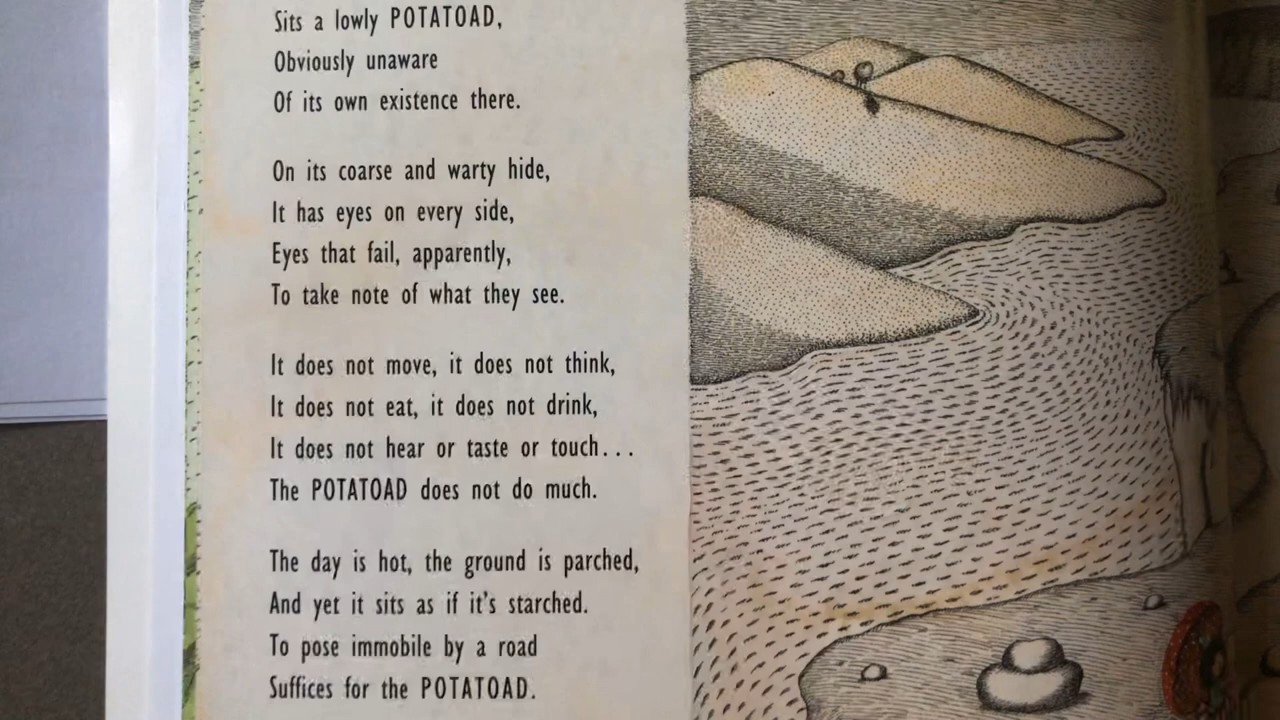 Sits a lowly POTATOAD,
Obviously unaware
Of its own existence there.
On its coarse and warty hide,
It has eyes on every side,
Eyes that fail, apparently,
To take note of what they see.
It does not move, it does not think,
It does not eat, it does not drink,
It does not hear or taste or touch...
The POTATOAD does not do much.
The day is hot, the ground is parched,
And yet it sits as if it's starched.
To pose immobile by a road
Suffices for the POTATOAD.